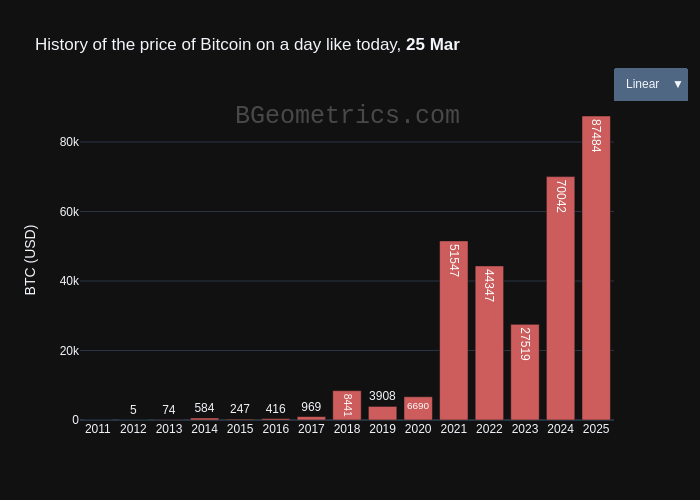 History of the price of Bitcoin on a day like today, 25 Mar
Linear ▼
BGeometrics.com
BTC (USD)
80k
60k
40k
20k
0
5
74
584
247
416
969
8441
3908
6690
51547
44347
27519
70042
87484
2011 2012 2013 2014 2015 2016 2017 2018 2019 2020 2021 2022 2023 2024 2025